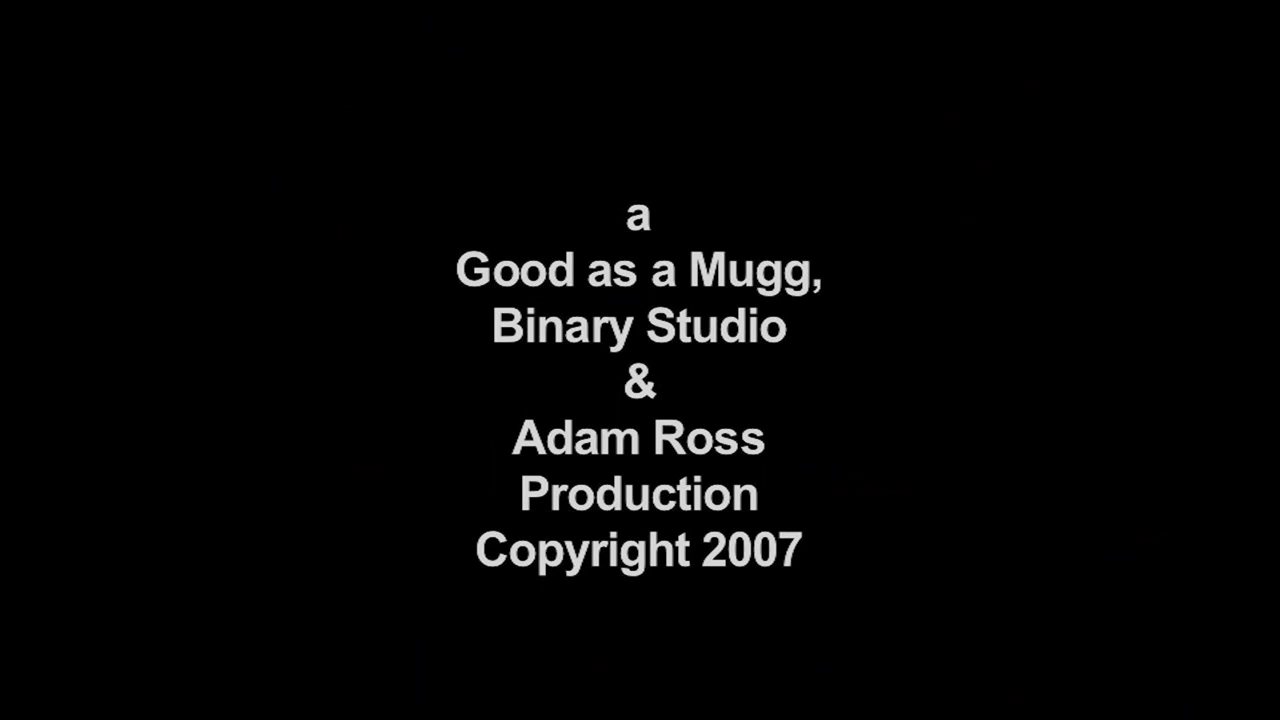 a
Good as a Mugg,
Binary Studio
&
Adam Ross
Production
Copyright 2007